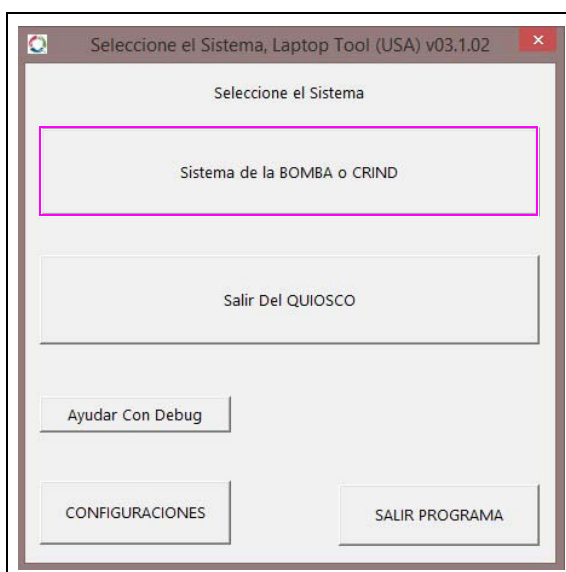 Seleccione el Sistema, Laptop Tool (USA) v03.1.02
Seleccione el Sistema
Sistema de la BOMBA o CRIND
Salir Del QUIOSCO
Ayudar Con Debug
CONFIGURACIONES
SALIR PROGRAMA